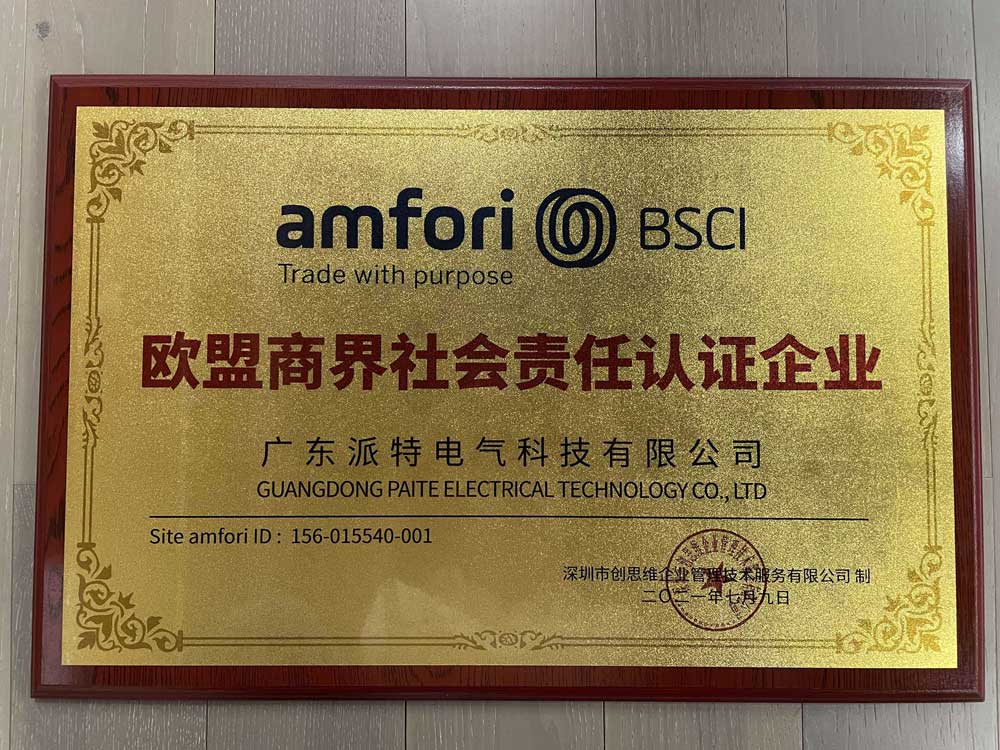 amfori BSCI
Trade with purpose
欧盟商界社会责任认证企业
广东派特电气科技有限公司
GUANGDONG PAITE ELECTRICAL TECHNOLOGY CO., LTD
Site amfori ID : 156-015540-001
深圳市创思维企业管理技术服务有限公司 制
二〇二一年七月九日